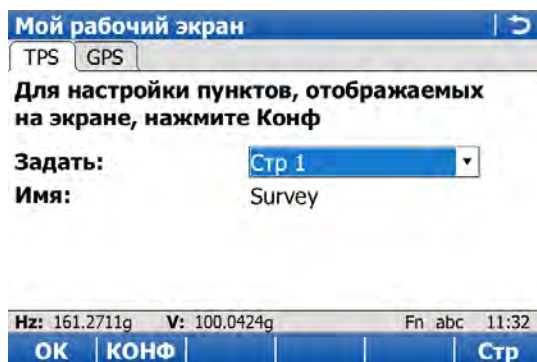 Мой рабочий экран
TPS GPS
Для настройки пунктов, отображаемых
на экране, нажмите Конф
Задать: Стр 1
Имя: Survey
Hz: 161.2711g V: 100.0424g Fn abc 11:32
OK КОНФ Стр